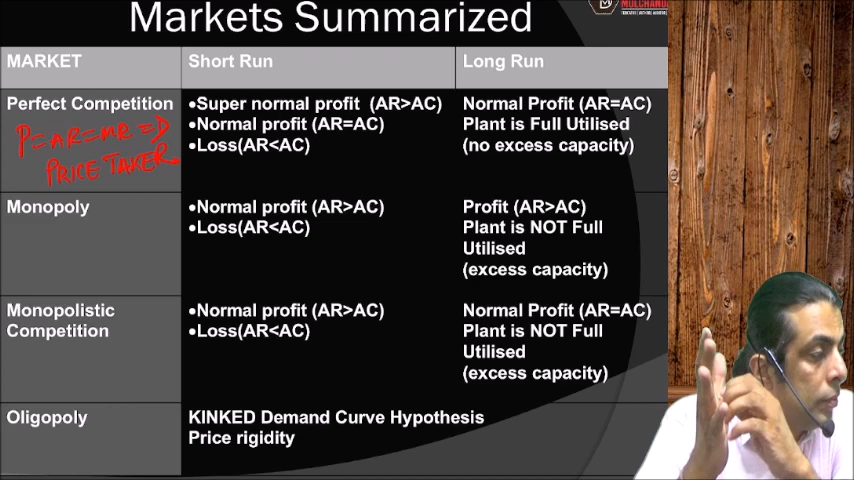 Markets Summarized
MARKET
Short Run
Long Run
Perfect Competition
P=AR=MR=D
PRICE TAKER
•Super normal profit (AR>AC)
•Normal profit (AR=AC)
•Loss(AR<AC)
Normal Profit (AR=AC)
Plant is Full Utilised
(no excess capacity)
Monopoly
•Normal profit (AR>AC)
•Loss(AR<AC)
Profit (AR>AC)
Plant is NOT Full
Utilised
(excess capacity)
Monopolistic
Competition
•Normal profit (AR>AC)
•Loss(AR<AC)
Normal Profit (AR=AC)
Plant is NOT Full
Utilised
(excess capacity)
Oligopoly
KINKED Demand Curve Hypothesis
Price rigidity